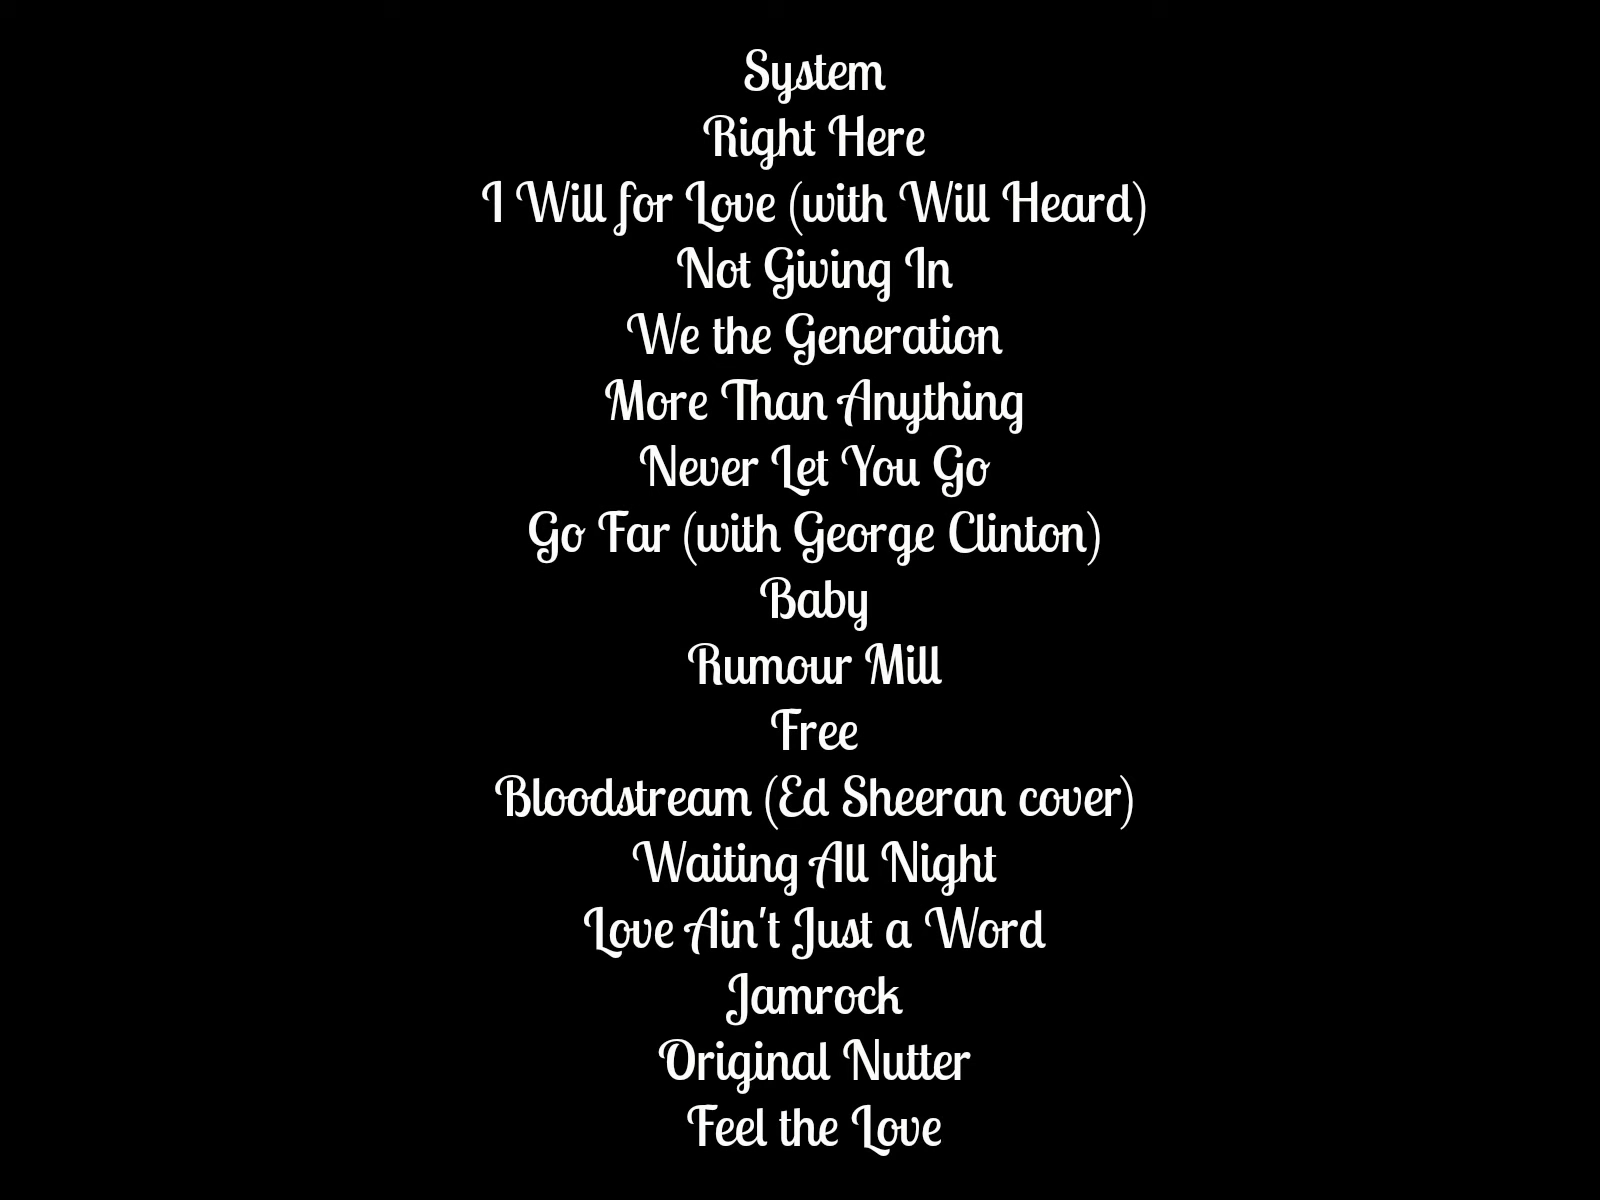 System
Right Here
I Will for Love (with Will Heard)
Not Giving In
We the Generation
More Than Anything
Never Let You Go
Go Far (with George Clinton)
Baby
Rumour Mill
Free
Bloodstream (Ed Sheeran cover)
Waiting All Night
Love Ain't Just a Word
Jamrock
Original Nutter
Feel the Love